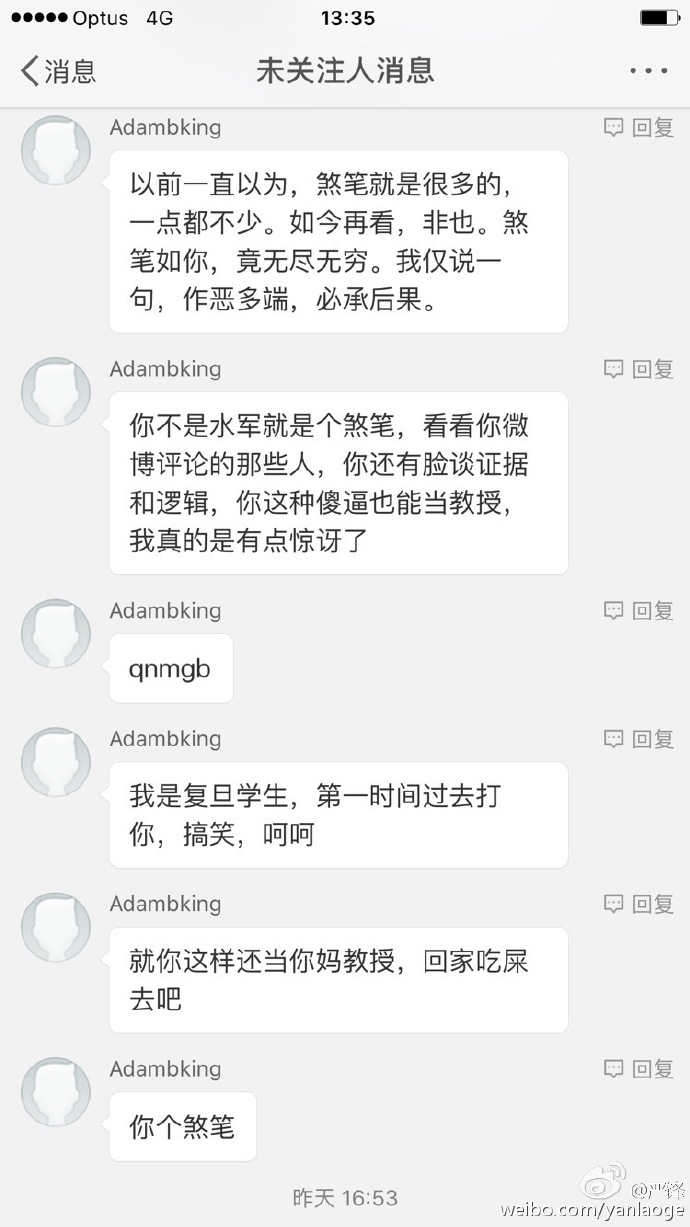 Optus 4G 13:35
消息 未关注人消息
Adambking 回复
以前一直以为，煞笔就是很多的，
一点都不少。如今再看，非也。煞
笔如你，竟无尽无穷。我仅说一
句，作恶多端，必承后果。
Adambking 回复
你不是水军就是个煞笔，看看你微
博评论的那些人，你还有脸谈证据
和逻辑，你这种傻逼也能当教授，
我真的是有点惊讶了
Adambking 回复
qnmgb
Adambking 回复
我是复旦学生，第一时间过去打
你，搞笑，呵呵
Adambking 回复
就你这样还当你妈教授，回家吃屎
去吧
Adambking 回复
你个煞笔
昨天 16:53
@严锋
weibo.com/yanlaoge